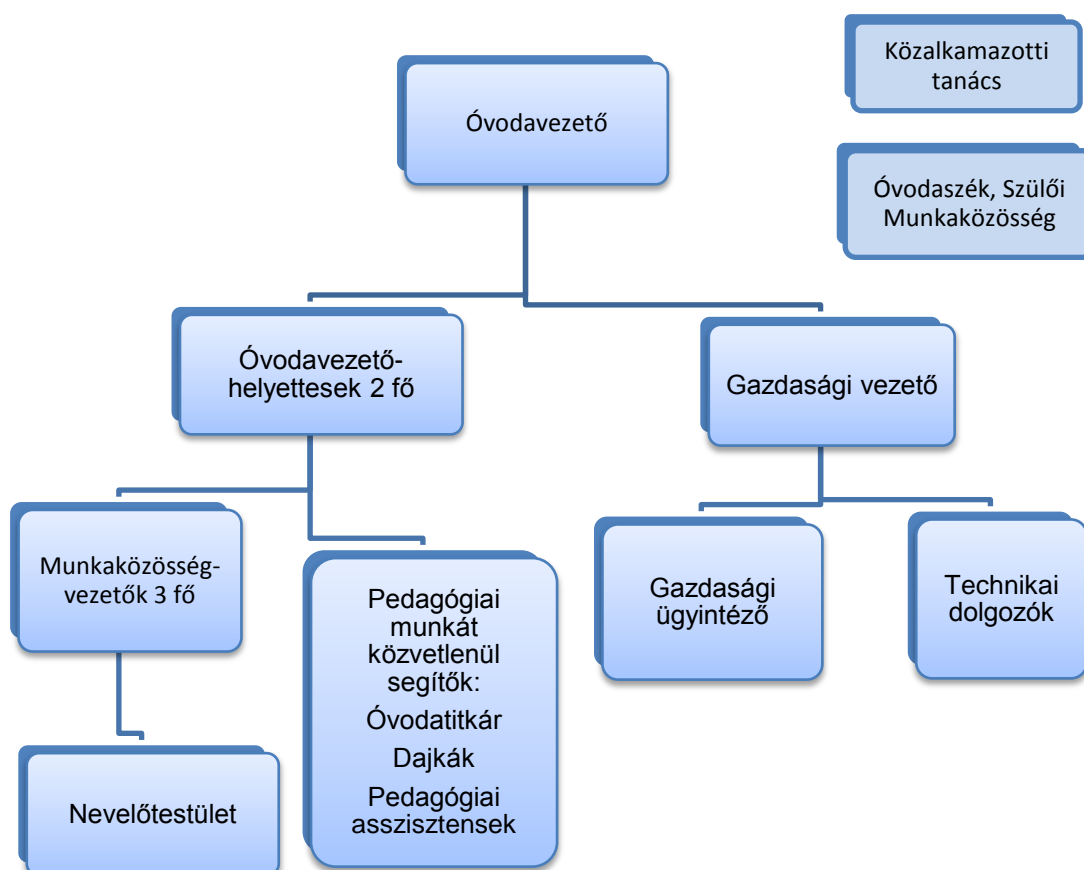 Közalkamazotti
tanács
Óvodavezető
Óvodaszék, Szülői
Munkaközösség
Óvodavezető-
helyettesek 2 fő
Gazdasági vezető
Munkaközösség-
vezetők 3 fő
Pedagógiai
munkát
közvetlenül
segítők:
Óvodatitkár
Dajkák
Pedagógiai
asszisztensek
Gazdasági
ügyintéző
Technikai
dolgozók
Nevelőtestület